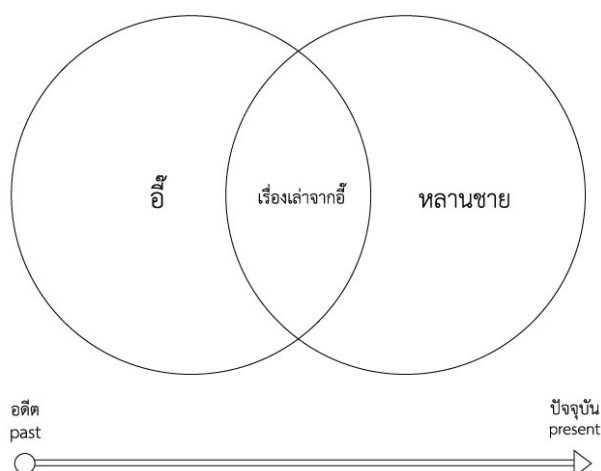 อี๊
เรื่องเล่าจากอี๊
หลานชาย
อดีต
past
ปัจจุบัน
present